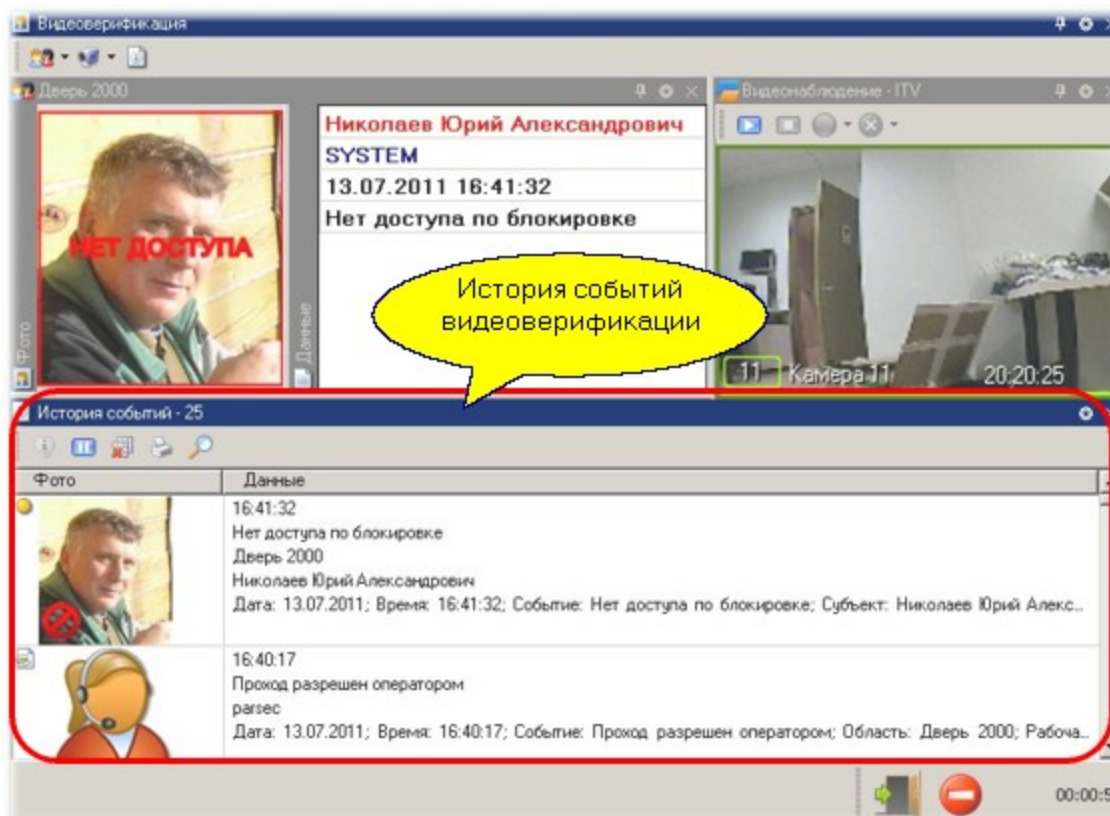 Видеоверификация
Дверь 2000
Видеонаблюдение - ITV
НЕТ ДОСТУПА
Фото
Данные
Николаев Юрий Александрович
SYSTEM
13.07.2011 16:41:32
Нет доступа по блокировке
11 Камера 11 20:20:25
История событий
видеоверификации
История событий - 25
Фото Данные
16:41:32
Нет доступа по блокировке
Дверь 2000
Николаев Юрий Александрович
Дата: 13.07.2011; Время: 16:41:32; Событие: Нет доступа по блокировке; Субъект: Николаев Юрий Алекс...
16:40:17
Проход разрешен оператором
parsec
Дата: 13.07.2011; Время: 16:40:17; Событие: Проход разрешен оператором; Область: Дверь 2000; Рабоча...
00:00:5